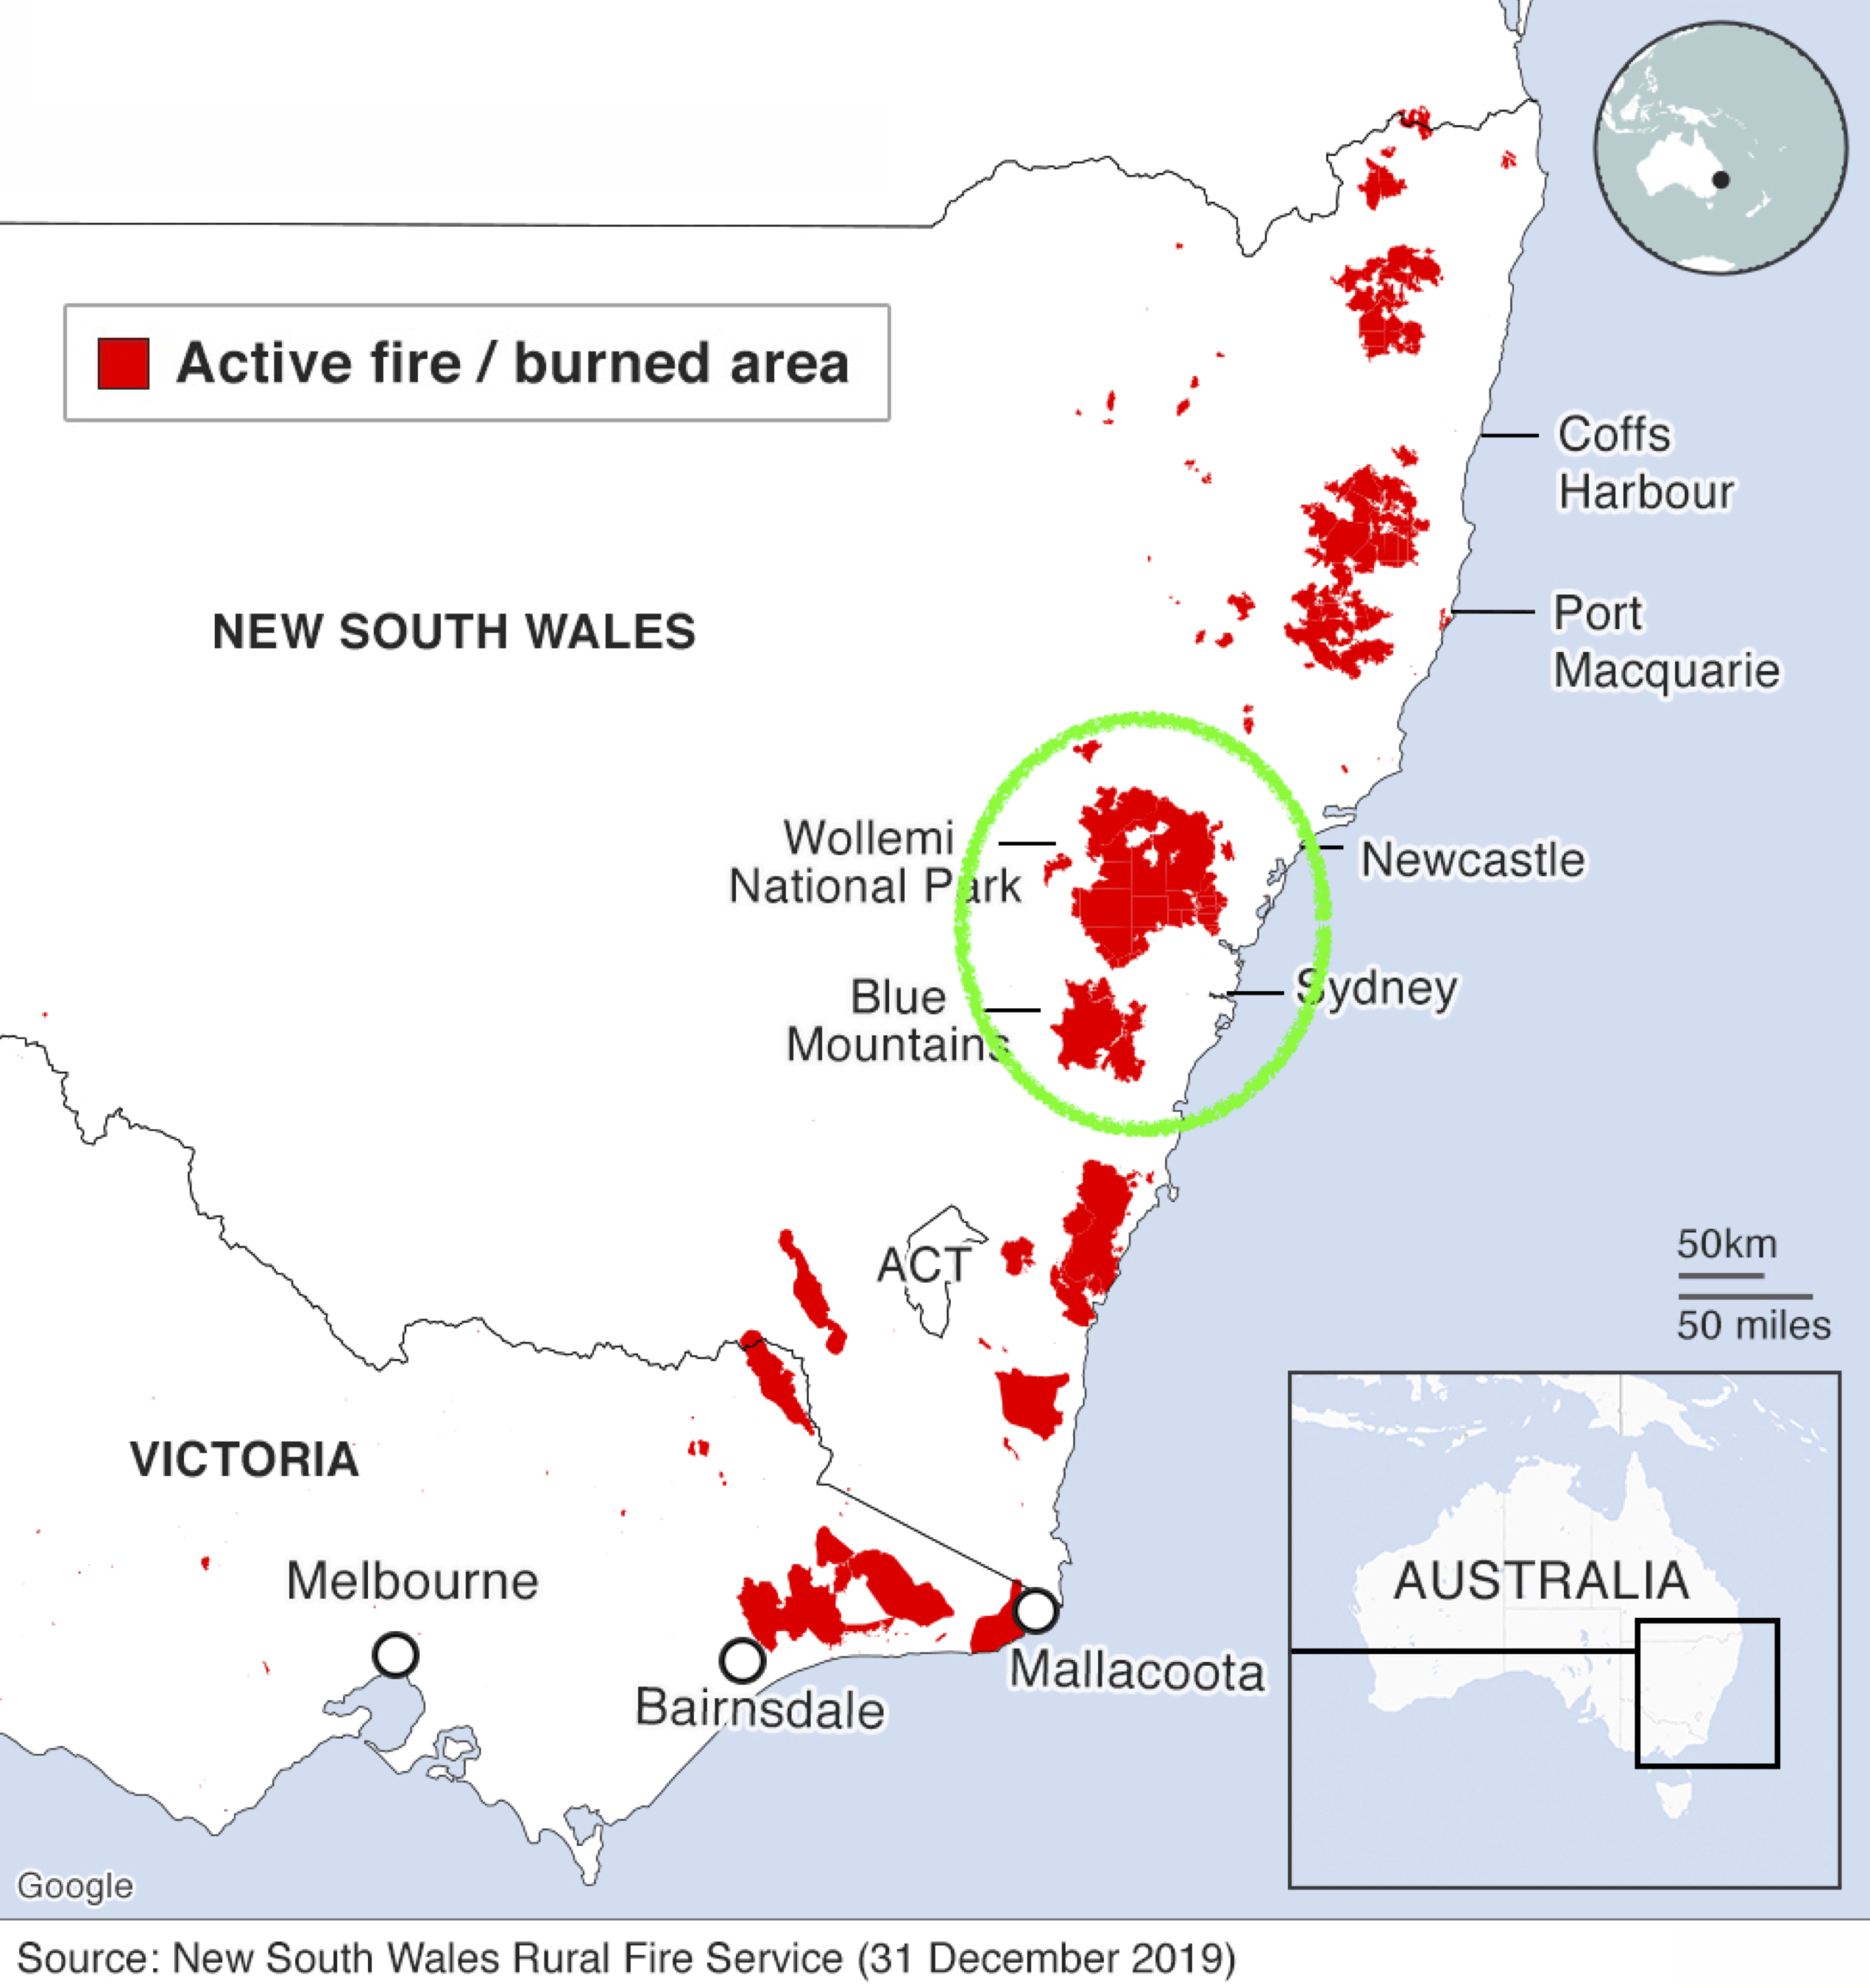 Active fire / burned area
Coffs
Harbour
NEW SOUTH WALES
Port
Macquarie
Wollemi
National Park
Newcastle
Blue
Mountains
Sydney
ACT
50km
50 miles
VICTORIA
Melbourne
AUSTRALIA
Mallacoota
Bairnsdale
Google
Source: New South Wales Rural Fire Service (31 December 2019)